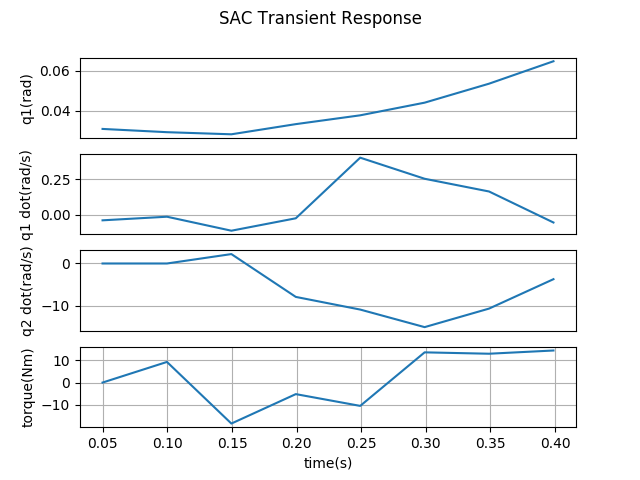 SAC Transient Response
0.06
0.04
q1(rad)
0.25
0.00
q1 dot(rad/s)
0
−10
q2 dot(rad/s)
10
0
−10
torque(Nm)
0.05 0.10 0.15 0.20 0.25 0.30 0.35 0.40
time(s)